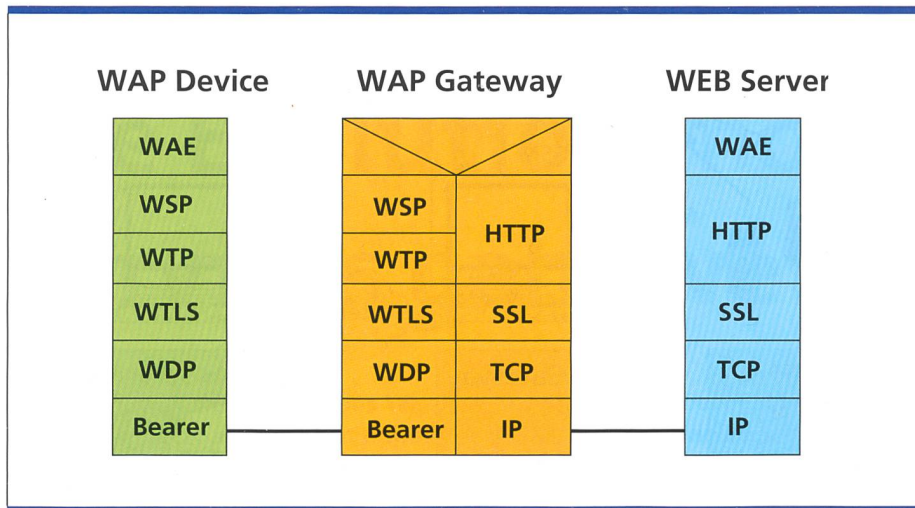 WAP Device
WAP Gateway
WEB Server
WAE
WSP
WTP
WTLS
WDP
Bearer
WSP
WTP
WTLS
WDP
Bearer
HTTP
SSL
TCP
IP
WAE
HTTP
SSL
TCP
IP